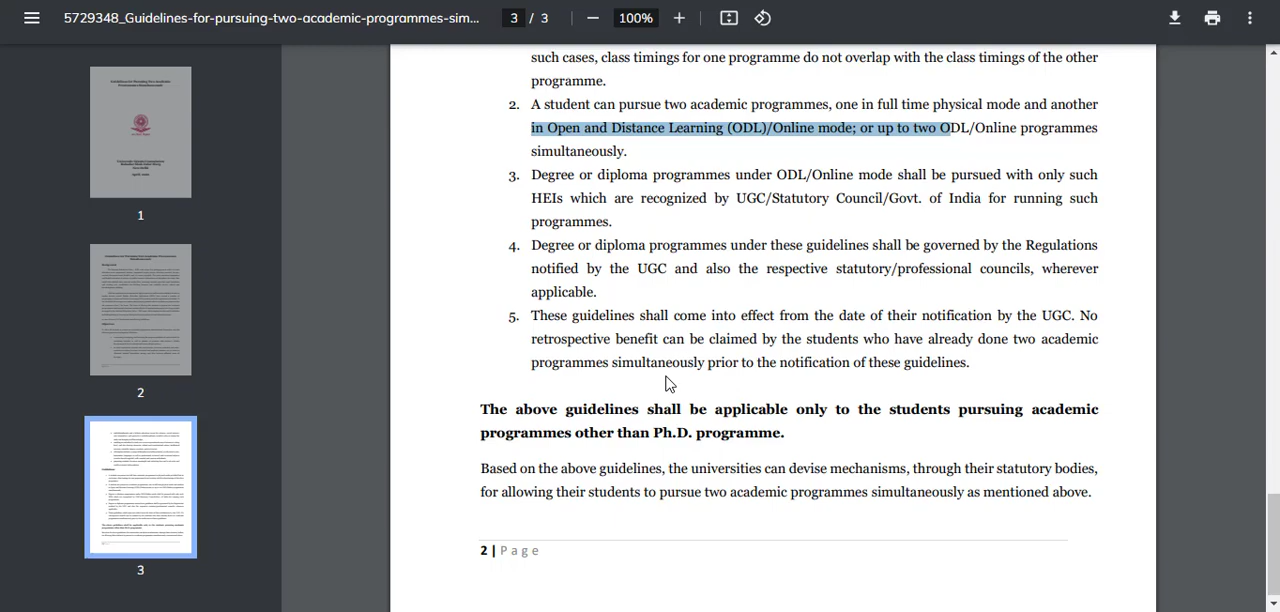 5729348_Guidelines-for-pursuing-two-academic-programmes-sim...
3 / 3
100%
1
2
3
such cases, class timings for one programme do not overlap with the class timings of the other
programme.
2. A student can pursue two academic programmes, one in full time physical mode and another
in Open and Distance Learning (ODL)/Online mode; or up to two ODL/Online programmes
simultaneously.
3. Degree or diploma programmes under ODL/Online mode shall be pursued with only such
HEIs which are recognized by UGC/Statutory Council/Govt. of India for running such
programmes.
4. Degree or diploma programmes under these guidelines shall be governed by the Regulations
notified by the UGC and also the respective statutory/professional councils, wherever
applicable.
5. These guidelines shall come into effect from the date of their notification by the UGC. No
retrospective benefit can be claimed by the students who have already done two academic
programmes simultaneously prior to the notification of these guidelines.
The above guidelines shall be applicable only to the students pursuing academic
programmes other than Ph.D. programme.
Based on the above guidelines, the universities can devise mechanisms, through their statutory bodies,
for allowing their students to pursue two academic programmes simultaneously as mentioned above.
2 | Page